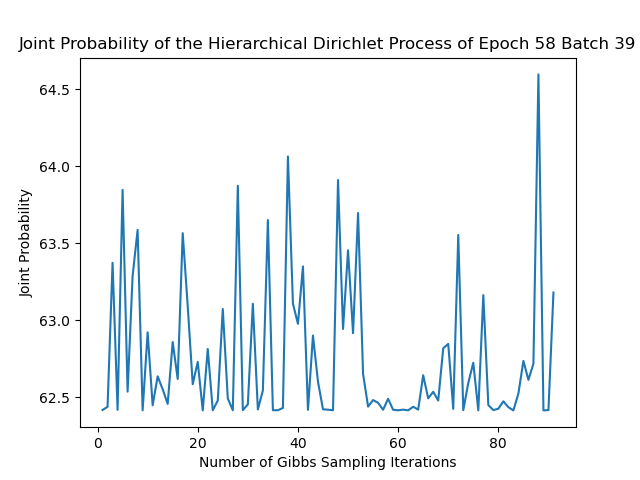 Joint Probability of the Hierarchical Dirichlet Process of Epoch 58 Batch 39
64.5
64.0
63.5
63.0
62.5
Joint Probability
0 20 40 60 80
Number of Gibbs Sampling Iterations